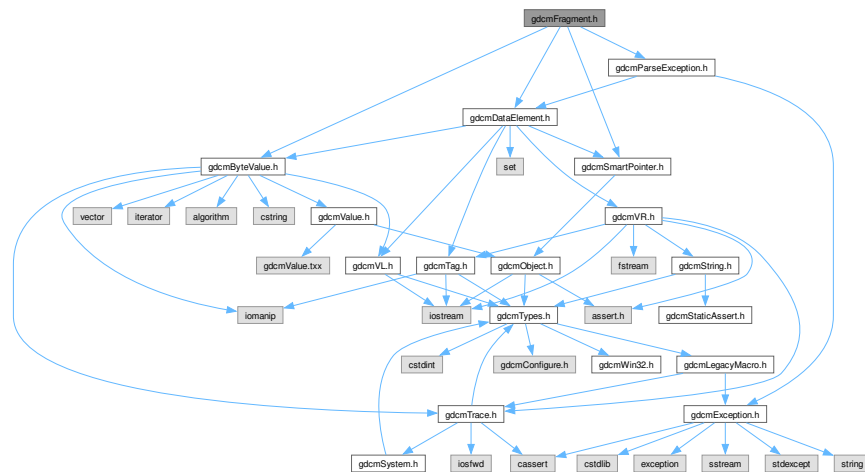 gdcmFragment.h
gdcmParseException.h
gdcmDataElement.h
gdcmByteValue.h
set
gdcmSmartPointer.h
vector
iterator
algorithm
cstring
gdcmValue.h
gdcmVR.h
gdcmValue.txx
gdcmVL.h
gdcmTag.h
gdcmObject.h
fstream
gdcmString.h
iomanip
iostream
gdcmTypes.h
assert.h
gdcmStaticAssert.h
cstdint
gdcmConfigure.h
gdcmWin32.h
gdcmLegacyMacro.h
gdcmTrace.h
gdcmException.h
gdcmSystem.h
iosfwd
cassert
cstdlib
exception
sstream
stdexcept
string